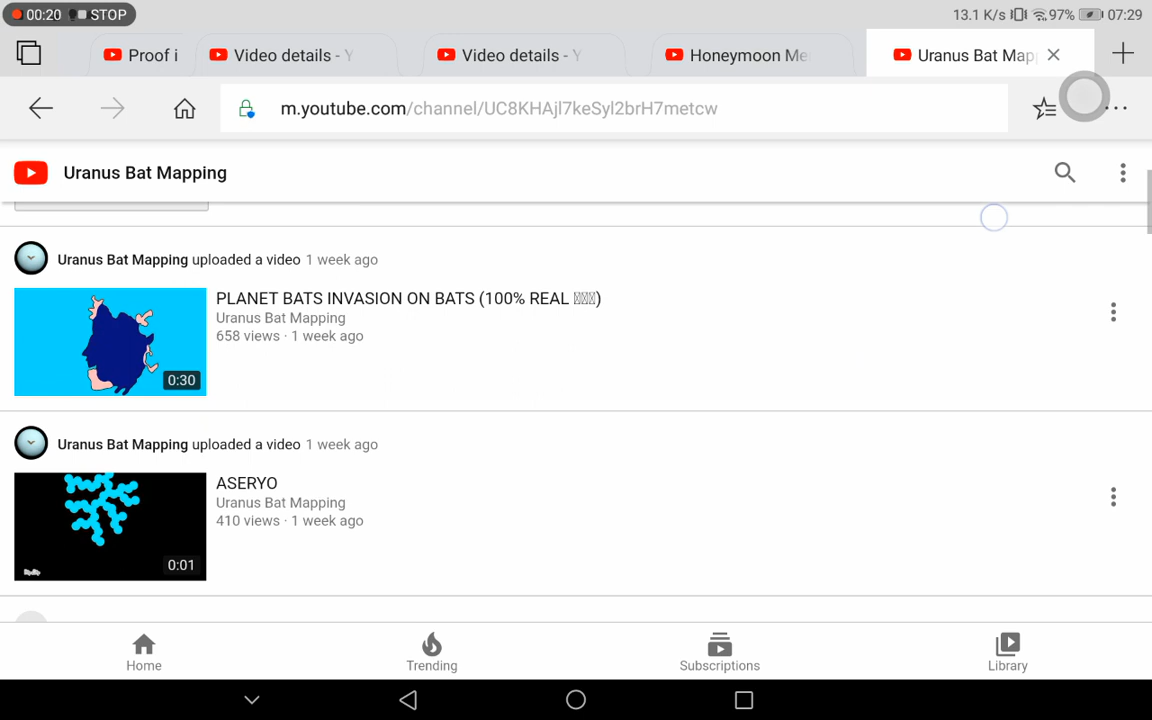 00:20 STOP
13.1 K/s 97% 07:29
Proof i
Video details - Y
Video details - Y
Honeymoon Me
Uranus Bat Map
m.youtube.com/channel/UC8KHAjl7keSyl2brH7metcw
Uranus Bat Mapping
Uranus Bat Mapping uploaded a video 1 week ago
PLANET BATS INVASION ON BATS (100% REAL )
Uranus Bat Mapping
658 views · 1 week ago
0:30
Uranus Bat Mapping uploaded a video 1 week ago
ASERYO
Uranus Bat Mapping
410 views · 1 week ago
0:01
Home
Trending
Subscriptions
Library